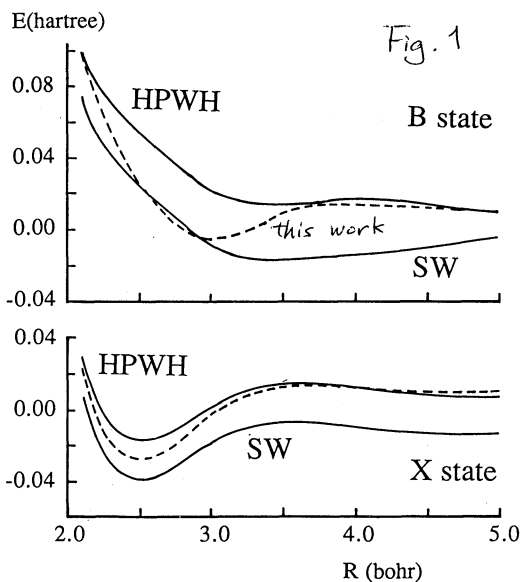 E(hartree)
Fig. 1
0.08
HPWH
B state
0.04
0.00
this work
SW
-0.04
0.04
HPWH
0.00
SW
-0.04
X state
2.0 3.0 4.0 5.0
R (bohr)